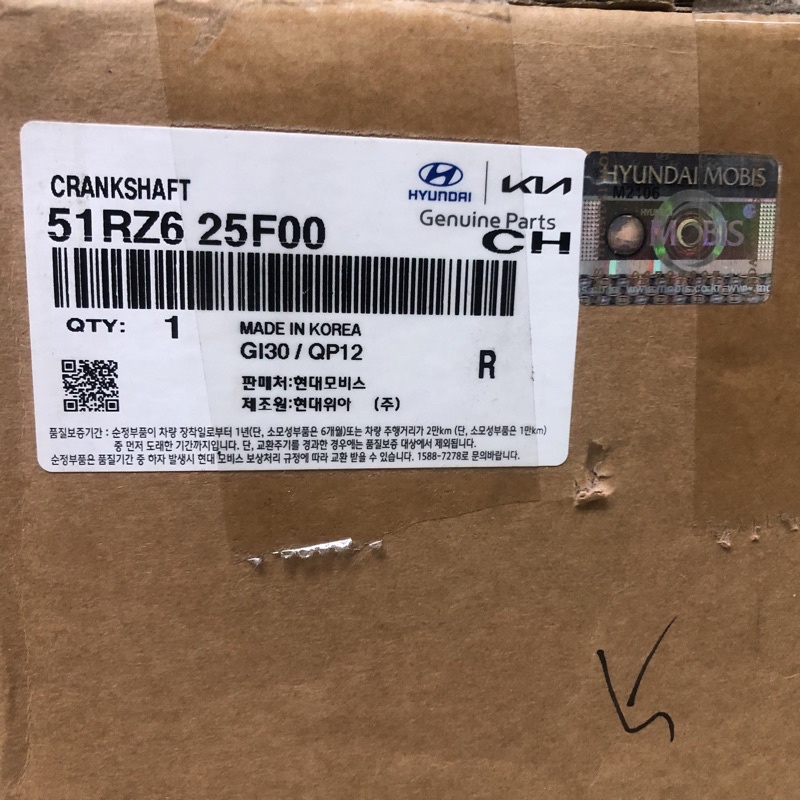 CRANKSHAFT
HYUNDAI
KIA
Genuine Parts
51RZ6 25F00
CH
QTY: 1
MADE IN KOREA
GI30 / QP12
R
판매처:현대모비스
제조원:현대위아 (주)
품질보증기간 : 순정부품이 차량 장착일로부터 1년(단, 소모성부품은 6개월)또는 차량 주행거리가 2만km (단, 소모성부품은 1만km)
중 먼저 도래한 기간까지입니다. 단, 교환주기를 경과한 경우에는 품질보증 대상에서 제외됩니다.
순정부품은 품질기간 중 하자 발생시 현대 모비스 보상처리 규정에 따라 교환 받을 수 있습니다. 1588-7278로 문의바랍니다.
HYUNDAI MOBIS
M2106
MOBIS